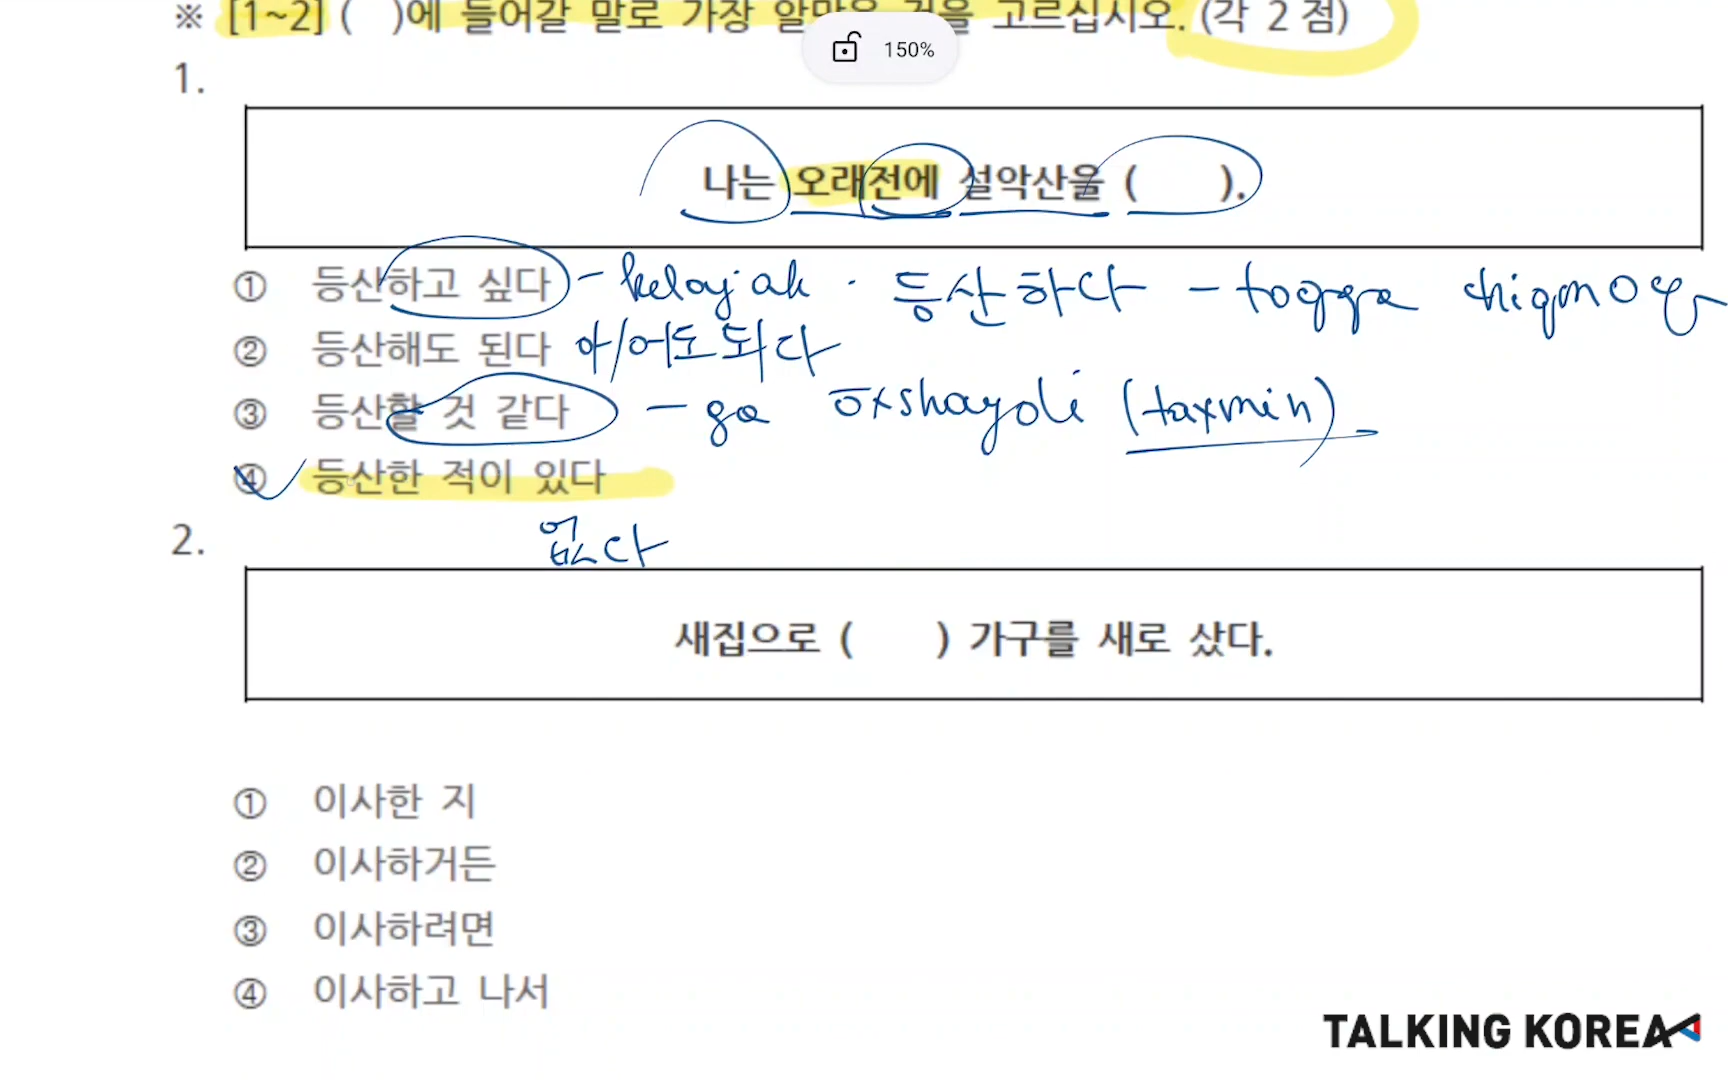 ※ [1~2] ( )에 들어갈 말로 가장 알맞은 것을 고르십시오. (각 2 점)
150%
1.
나는 오래전에 설악산을 ( ).
① 등산하고 싶다 - kelajak . 등산하다 - toqqa chiqmoq
② 등산해도 된다 아/어도 되다
③ 등산할 것 같다 - ga oxshaydi (taxmin)
④ 등산한 적이 있다
없다
2.
새집으로 ( ) 가구를 새로 샀다.
① 이사한 지
② 이사하거든
③ 이사하려면
④ 이사하고 나서
TALKING KOREA